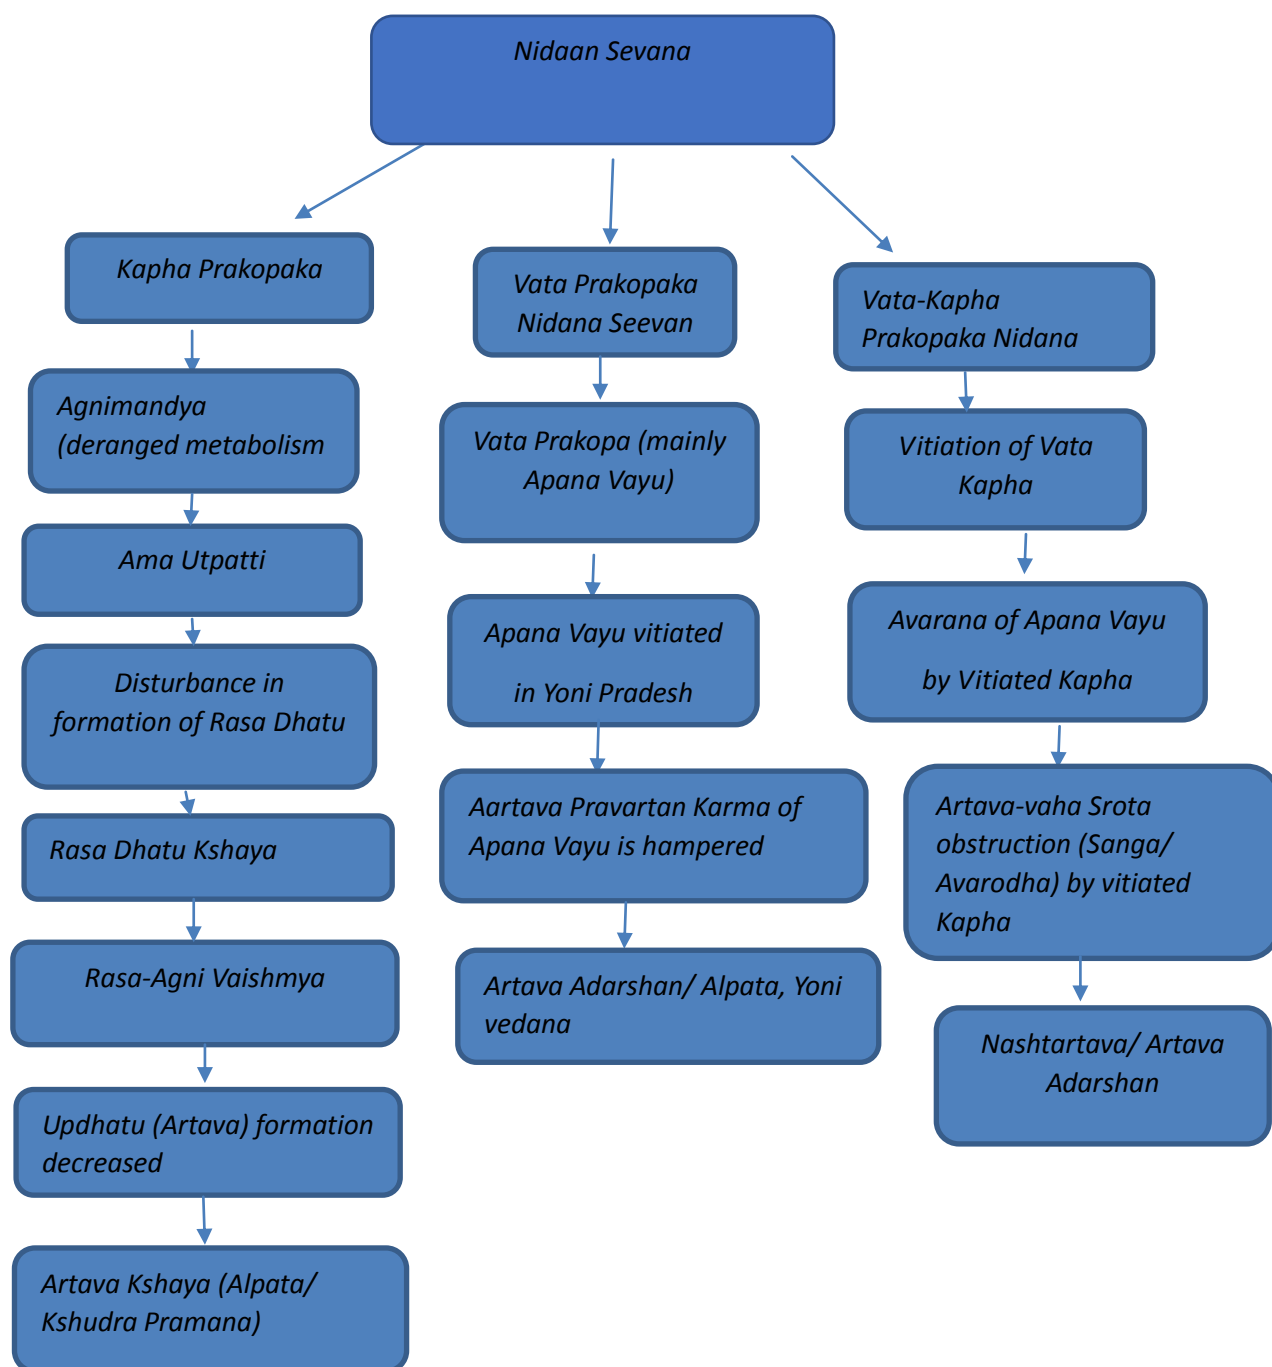 Nidaan Sevana
Kapha Prakopaka
Agnimandya
(deranged metabolism
Ama Utpatti
Disturbance in
formation of Rasa Dhatu
Rasa Dhatu Kshaya
Rasa-Agni Vaishmya
Updhatu (Artava) formation
decreased
Artava Kshaya (Alpata/
Kshudra Pramana)
Vata Prakopaka
Nidana Seevan
Vata Prakopa (mainly
Apana Vayu)
Apana Vayu vitiated
in Yoni Pradesh
Aartava Pravartan Karma of
Apana Vayu is hampered
Artava Adarshan/ Alpata, Yoni
vedana
Vata-Kapha
Prakopaka Nidana
Vitiation of Vata
Kapha
Avarana of Apana Vayu
by Vitiated Kapha
Artava-vaha Srota
obstruction (Sanga/
Avarodha) by vitiated
Kapha
Nashtartava/ Artava
Adarshan